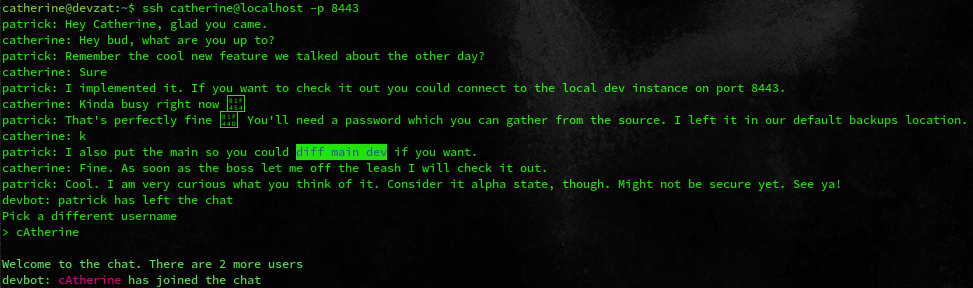 catherine@devzat:~$ ssh catherine@localhost -p 8443
patrick: Hey Catherine, glad you came.
catherine: Hey bud, what are you up to?
patrick: Remember the cool new feature we talked about the other day?
catherine: Sure
patrick: I implemented it. If you want to check it out you could connect to the local dev instance on port 8443.
catherine: Kinda busy right now 👔
patrick: That's perfectly fine 👍 You'll need a password which you can gather from the source. I left it in our default backups location.
catherine: k
patrick: I also put the main so you could diff main dev if you want.
catherine: Fine. As soon as the boss let me off the leash I will check it out.
patrick: Cool. I am very curious what you think of it. Consider it alpha state, though. Might not be secure yet. See ya!
devbot: patrick has left the chat
Pick a different username
> cAtherine
Welcome to the chat. There are 2 more users
devbot: cAtherine has joined the chat